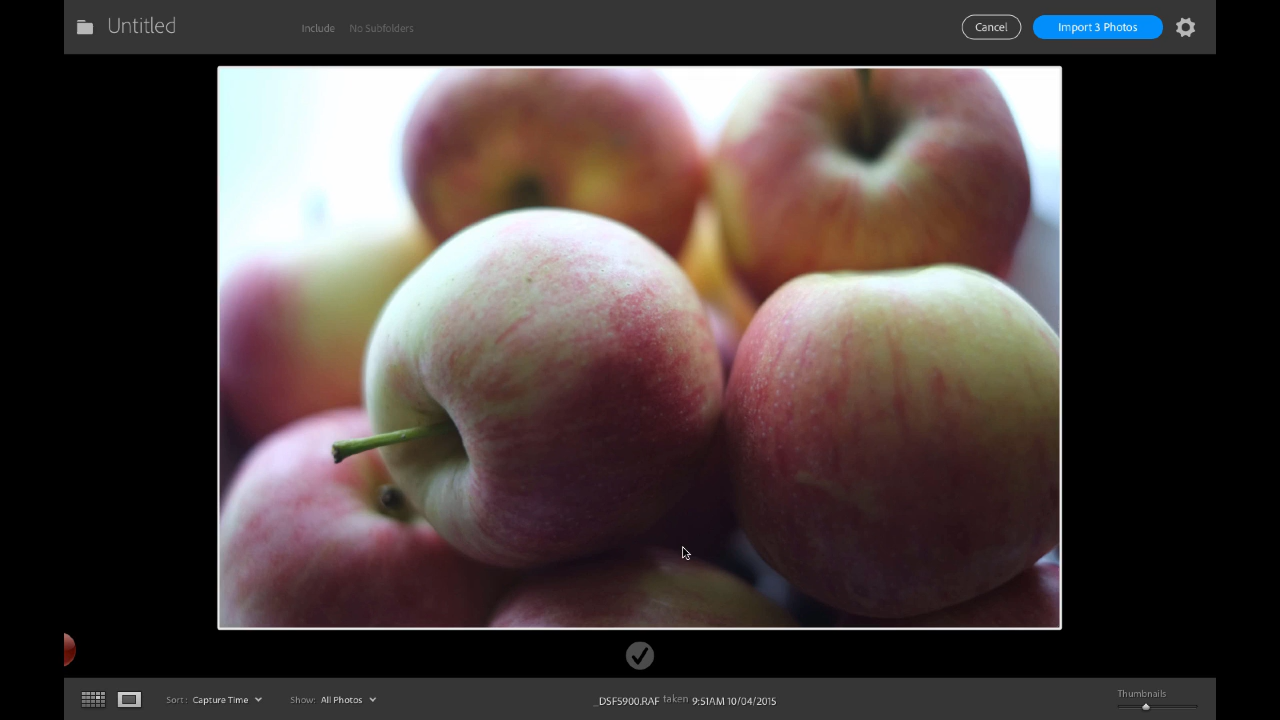 Untitled
Include No Subfolders
Cancel
Import 3 Photos
Sort: Capture Time
Show: All Photos
_DSF5900.RAF taken 9:51AM 10/04/2015
Thumbnails